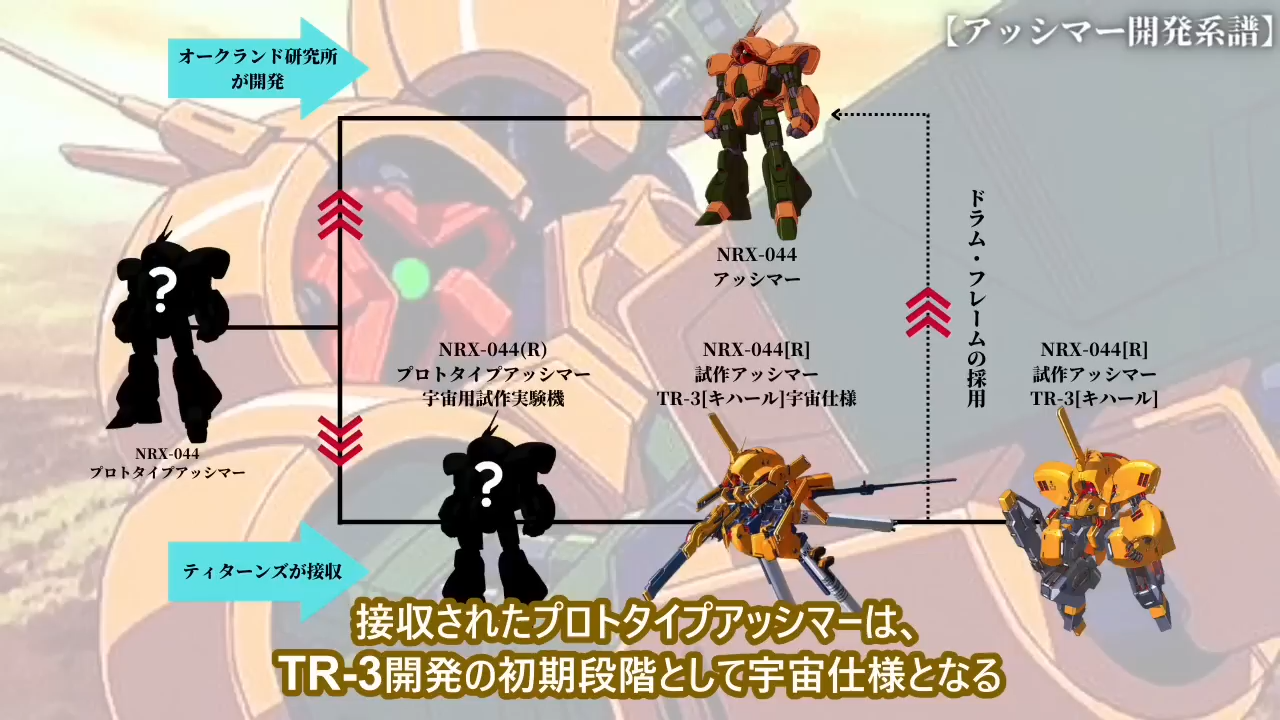 【アッシマー開発系譜】
オークランド研究所
が開発
NRX-044
アッシマー
ドラム・フレームの採用
?
NRX-044
プロトタイプアッシマー
NRX-044(R)
プロトタイプアッシマー
宇宙用試作実験機
?
NRX-044[R]
試作アッシマー
TR-3[キハール]宇宙仕様
NRX-044[R]
試作アッシマー
TR-3[キハール]
ティターンズが接収
接収されたプロトタイプアッシマーは、
TR-3開発の初期段階として宇宙仕様となる